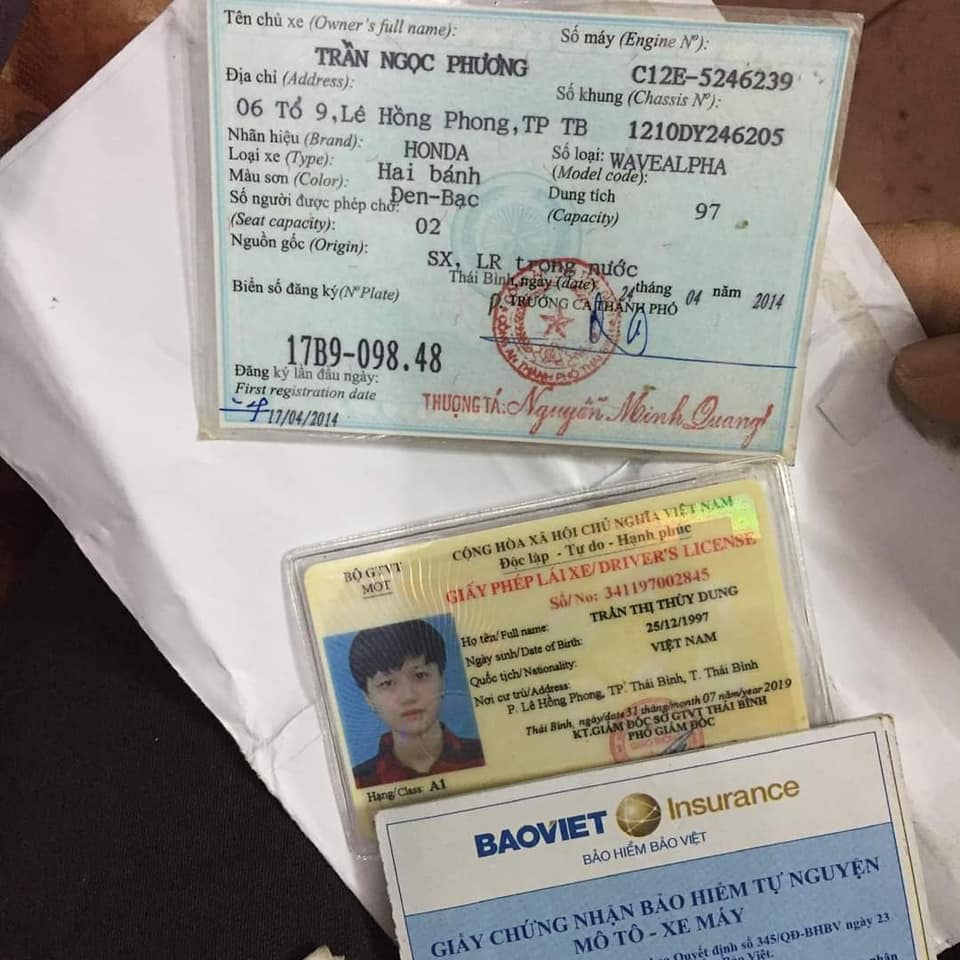 Tên chủ xe (Owner's full name):
TRẦN NGỌC PHƯƠNG
Số máy (Engine Nº):
C12E-5246239
Địa chỉ (Address):
06 Tổ 9,Lê Hồng Phong,TP TB
Số khung (Chassis Nº):
1210DY246205
Nhãn hiệu (Brand):
HONDA
Số loại: WAVEALPHA
(Model code):
Loại xe (Type):
Hai bánh
Màu sơn (Color):
Đen-Bạc
Dung tích
(Capacity)
97
Số người được phép chở:
(Seat capacity):
02
Nguồn gốc (Origin):
SX, LR trong nước
Thái Bình, ngày (date) 24 tháng 04 năm 2014
P. TRƯỞNG CA THÀNH PHỐ
Biển số đăng ký(Nº Plate)
17B9-098.48
Đăng ký lần đầu ngày:
First registration date
17/04/2014
THƯỢNG TÁ: Nguyễn Minh Quang
CỘNG HÒA XÃ HỘI CHỦ NGHĨA VIỆT NAM
Độc lập - Tự do - Hạnh phúc
BỘ GTVT
MOT
GIẤY PHÉP LÁI XE/DRIVER'S LICENSE
Số/No: 341197002845
Họ tên/Full name:
TRẦN THỊ THÙY DUNG
Ngày sinh/Date of Birth:
25/12/1997
Quốc tịch/Nationality:
VIỆT NAM
Nơi cư trú/Address:
P. Lê Hồng Phong, TP. Thái Bình, T. Thái Bình
Thái Bình, ngày/date 31 tháng/month 07 năm/year 2019
KT.GIÁM ĐỐC SỞ GTVT THÁI BÌNH
PHÓ GIÁM ĐỐC
Hạng/Class: A1
BAOVIET Insurance
BẢO HIỂM BẢO VIỆT
GIẤY CHỨNG NHẬN BẢO HIỂM TỰ NGUYỆN
MÔ TÔ - XE MÁY
Quyết định số 345/QĐ-BHBV ngày 23
Bảo Việt.